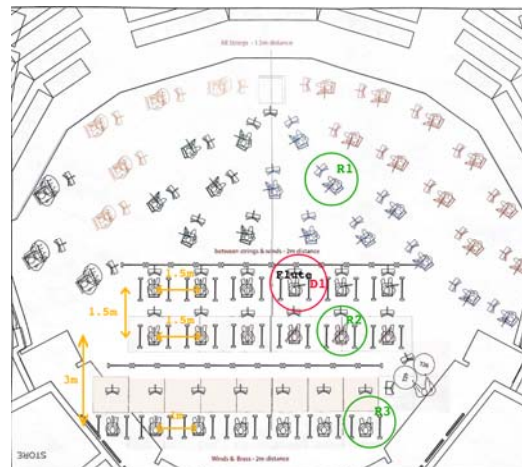 All Strings - 1.5m distance
R1
between strings & winds - 2m distance
1.5m
Flute
D1
1.5m
1.5m
R2
3m
2m
R3
Winds & Brass - 2m distance
STORE